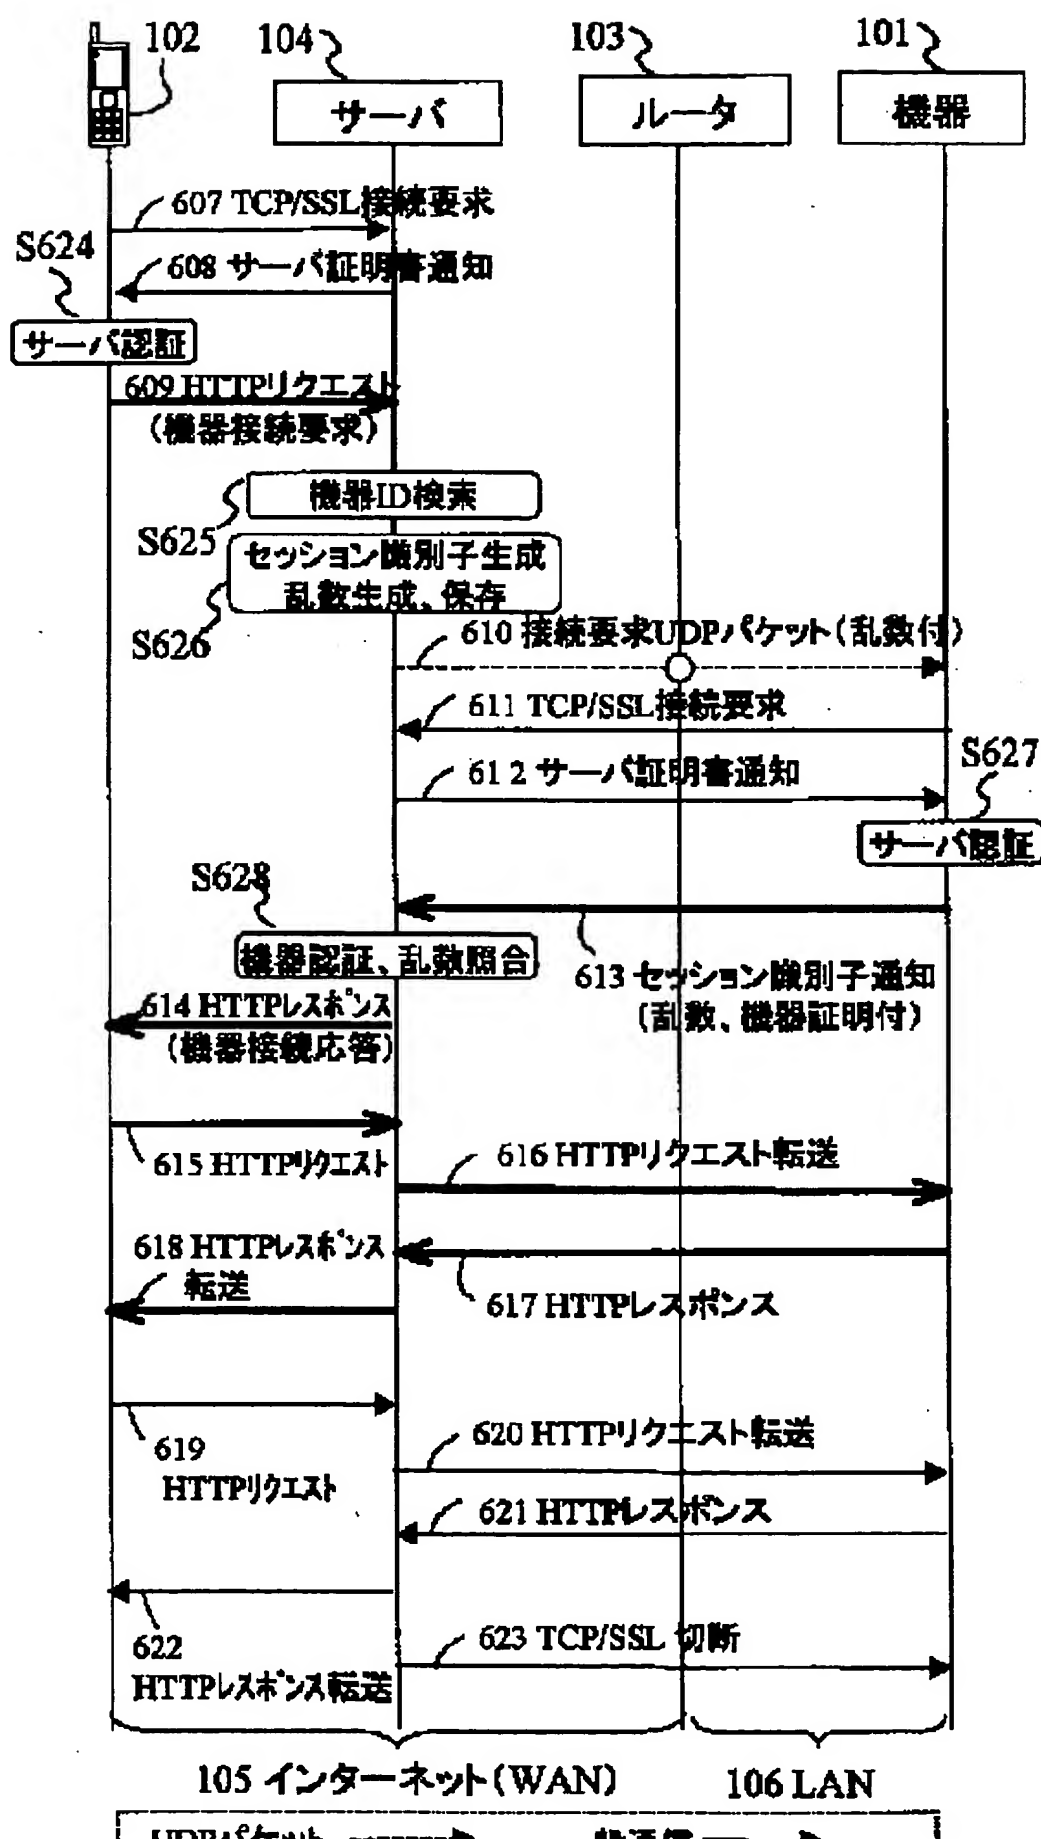 102
104
103
101
サーバ
ルータ
機器
607 TCP/SSL接続要求
S624
608 サーバ証明書通知
サーバ認証
609 HTTPリクエスト
(機器接続要求)
機器ID検索
S625
セッション識別子生成
乱数生成、保存
S626
610 接続要求UDPパケット(乱数付)
611 TCP/SSL接続要求
S627
612 サーバ証明書通知
サーバ認証
S628
機器認証、乱数照合
613 セッション識別子通知
(乱数、機器証明付)
614 HTTPレスポンス
(機器接続応答)
615 HTTPリクエスト
616 HTTPリクエスト転送
618 HTTPレスポンス
転送
617 HTTPレスポンス
619
HTTPリクエスト
620 HTTPリクエスト転送
621 HTTPレスポンス
622
HTTPレスポンス転送
623 TCP/SSL 切断
105 インターネット(WAN)
106 LAN
UDPパケット